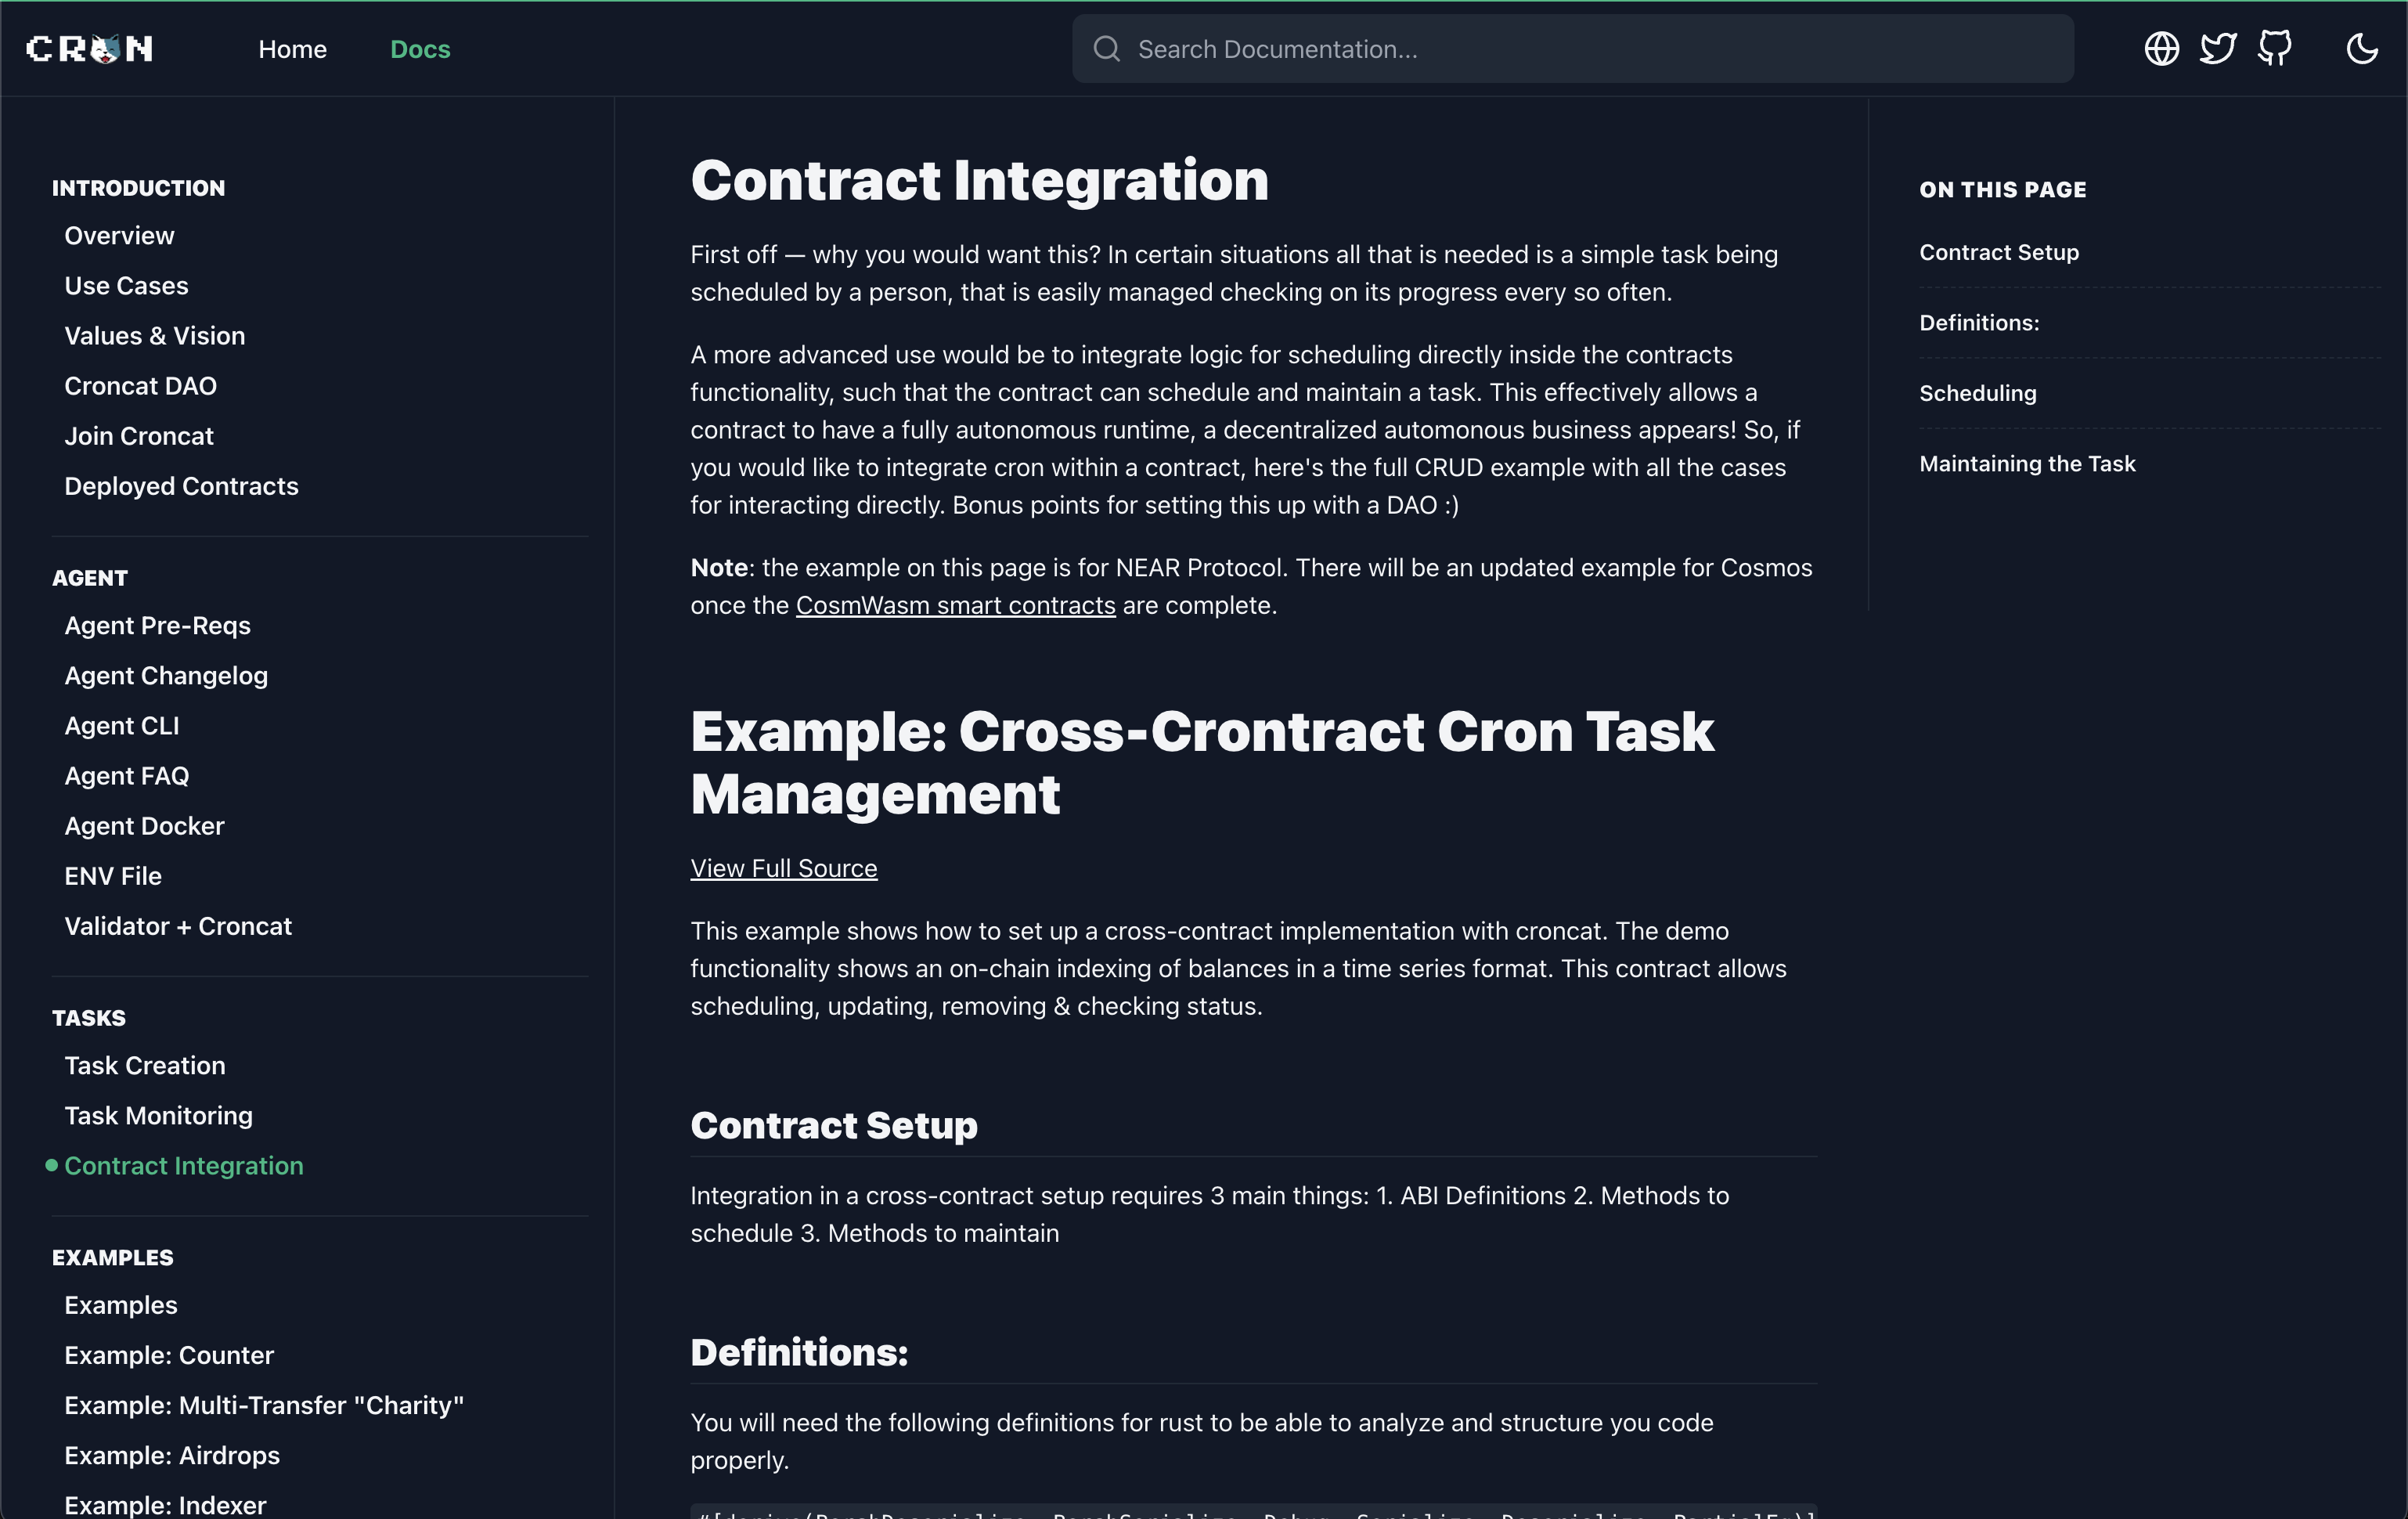 CRON
Home
Docs
Search Documentation...
INTRODUCTION
Overview
Use Cases
Values & Vision
Croncat DAO
Join Croncat
Deployed Contracts
AGENT
Agent Pre-Reqs
Agent Changelog
Agent CLI
Agent FAQ
Agent Docker
ENV File
Validator + Croncat
TASKS
Task Creation
Task Monitoring
Contract Integration
EXAMPLES
Examples
Example: Counter
Example: Multi-Transfer "Charity"
Example: Airdrops
Example: Indexer
Contract Integration
First off — why you would want this? In certain situations all that is needed is a simple task being
scheduled by a person, that is easily managed checking on its progress every so often.
A more advanced use would be to integrate logic for scheduling directly inside the contracts
functionality, such that the contract can schedule and maintain a task. This effectively allows a
contract to have a fully autonomous runtime, a decentralized automonous business appears! So, if
you would like to integrate cron within a contract, here's the full CRUD example with all the cases
for interacting directly. Bonus points for setting this up with a DAO :)
Note: the example on this page is for NEAR Protocol. There will be an updated example for Cosmos
once the CosmWasm smart contracts are complete.
Example: Cross-Crontract Cron Task
Management
View Full Source
This example shows how to set up a cross-contract implementation with croncat. The demo
functionality shows an on-chain indexing of balances in a time series format. This contract allows
scheduling, updating, removing & checking status.
Contract Setup
Integration in a cross-contract setup requires 3 main things: 1. ABI Definitions 2. Methods to
schedule 3. Methods to maintain
Definitions:
You will need the following definitions for rust to be able to analyze and structure you code
properly.
#[derive(BorshDeserialize, BorshSerialize, Debug, Serialize, Deserialize, PartialEq)]
ON THIS PAGE
Contract Setup
Definitions:
Scheduling
Maintaining the Task